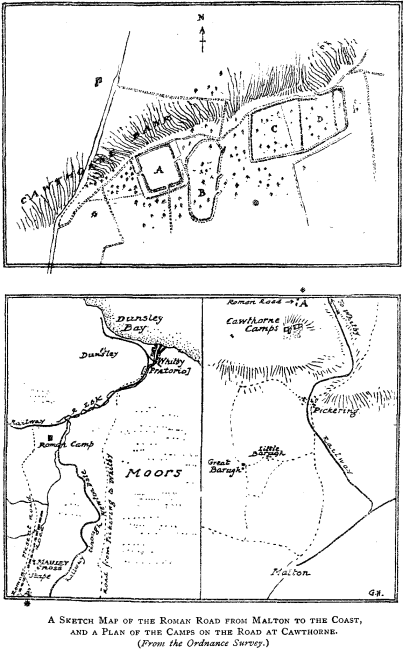 N
CAWTHORNE BANK
A
B
C
D
Dunsley
Bay
Dunsley
Whitby
[Pretorio]
Railway
R. Esk
Roman Camp
MOORS
Road from Pickering to Whitby
MAULEY
CROSS
Stape
*
*
Roman Road → A
To Whitby
Cawthorne
Camps
Pickering
Railway
Little
Barugh
Great
Barugh
Malton
G.H.
A Sketch Map of the Roman Road from Malton to the Coast,
and a Plan of the Camps on the Road at Cawthorne.
(From the Ordnance Survey.)